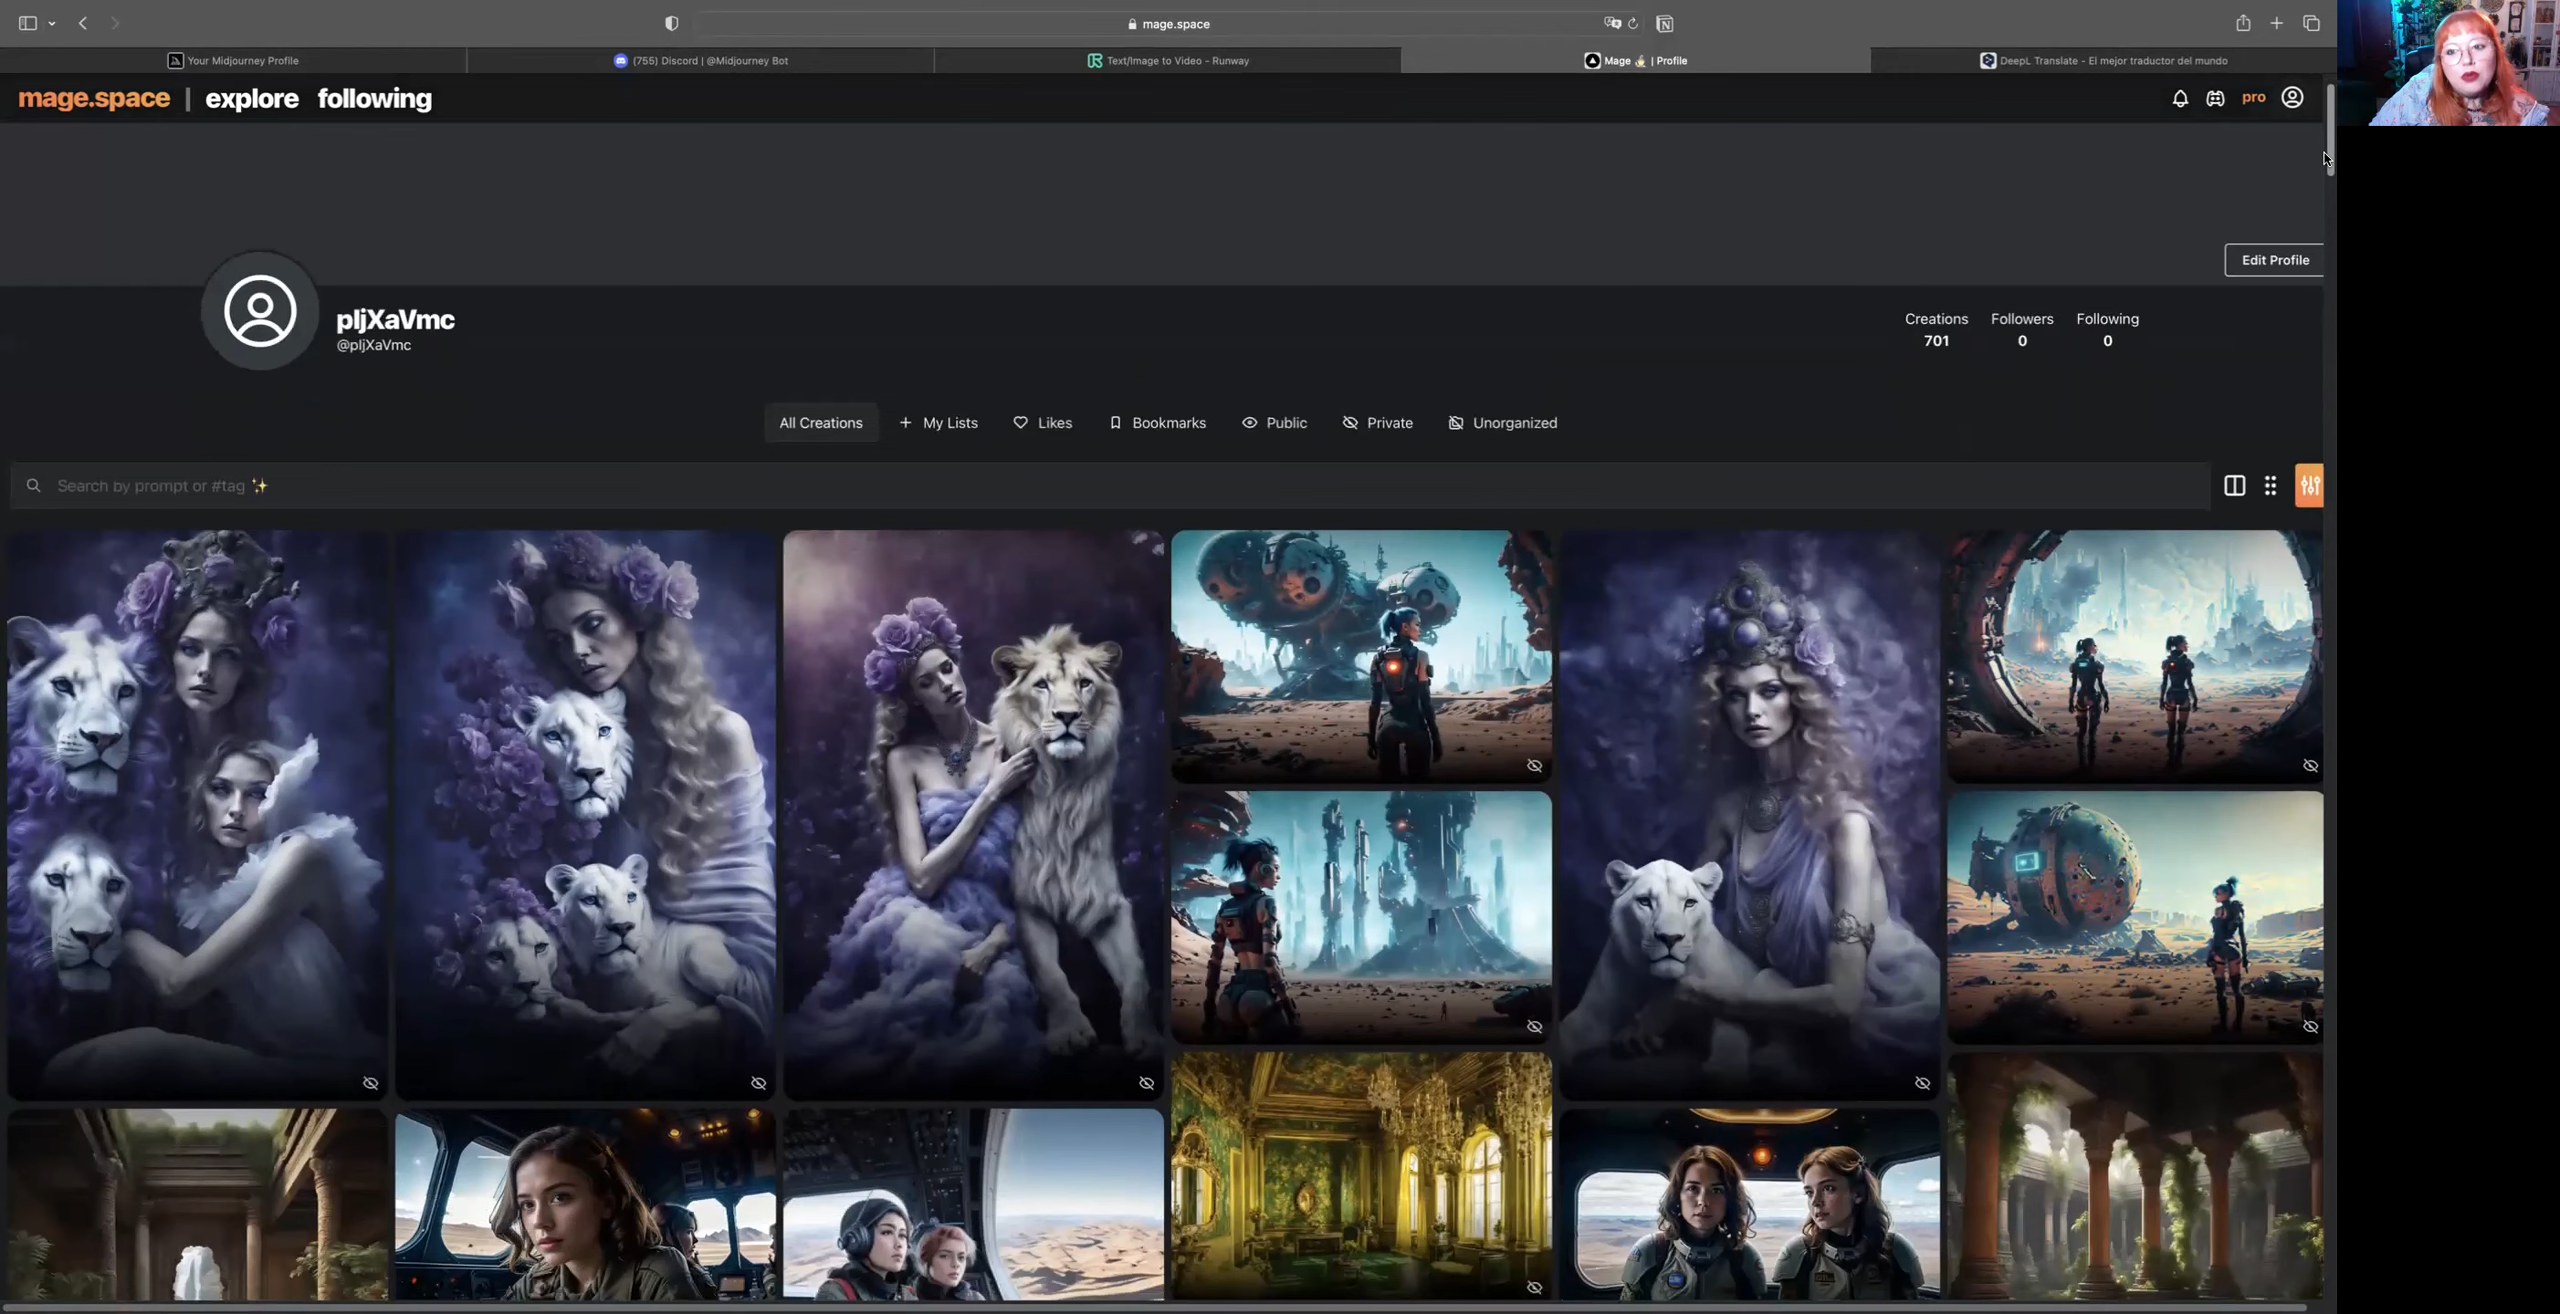 mage.space
Your Midjourney Profile
(755) Discord | @Midjourney Bot
Text/Image to Video - Runway
Mage | Profile
DeepL Translate - El mejor traductor del mundo
mage.space | explore following
pro
Edit Profile
pljXaVmc
@pljXaVmc
Creations Followers Following
701 0 0
All Creations My Lists Likes Bookmarks Public Private Unorganized
Search by prompt or #tag ✨